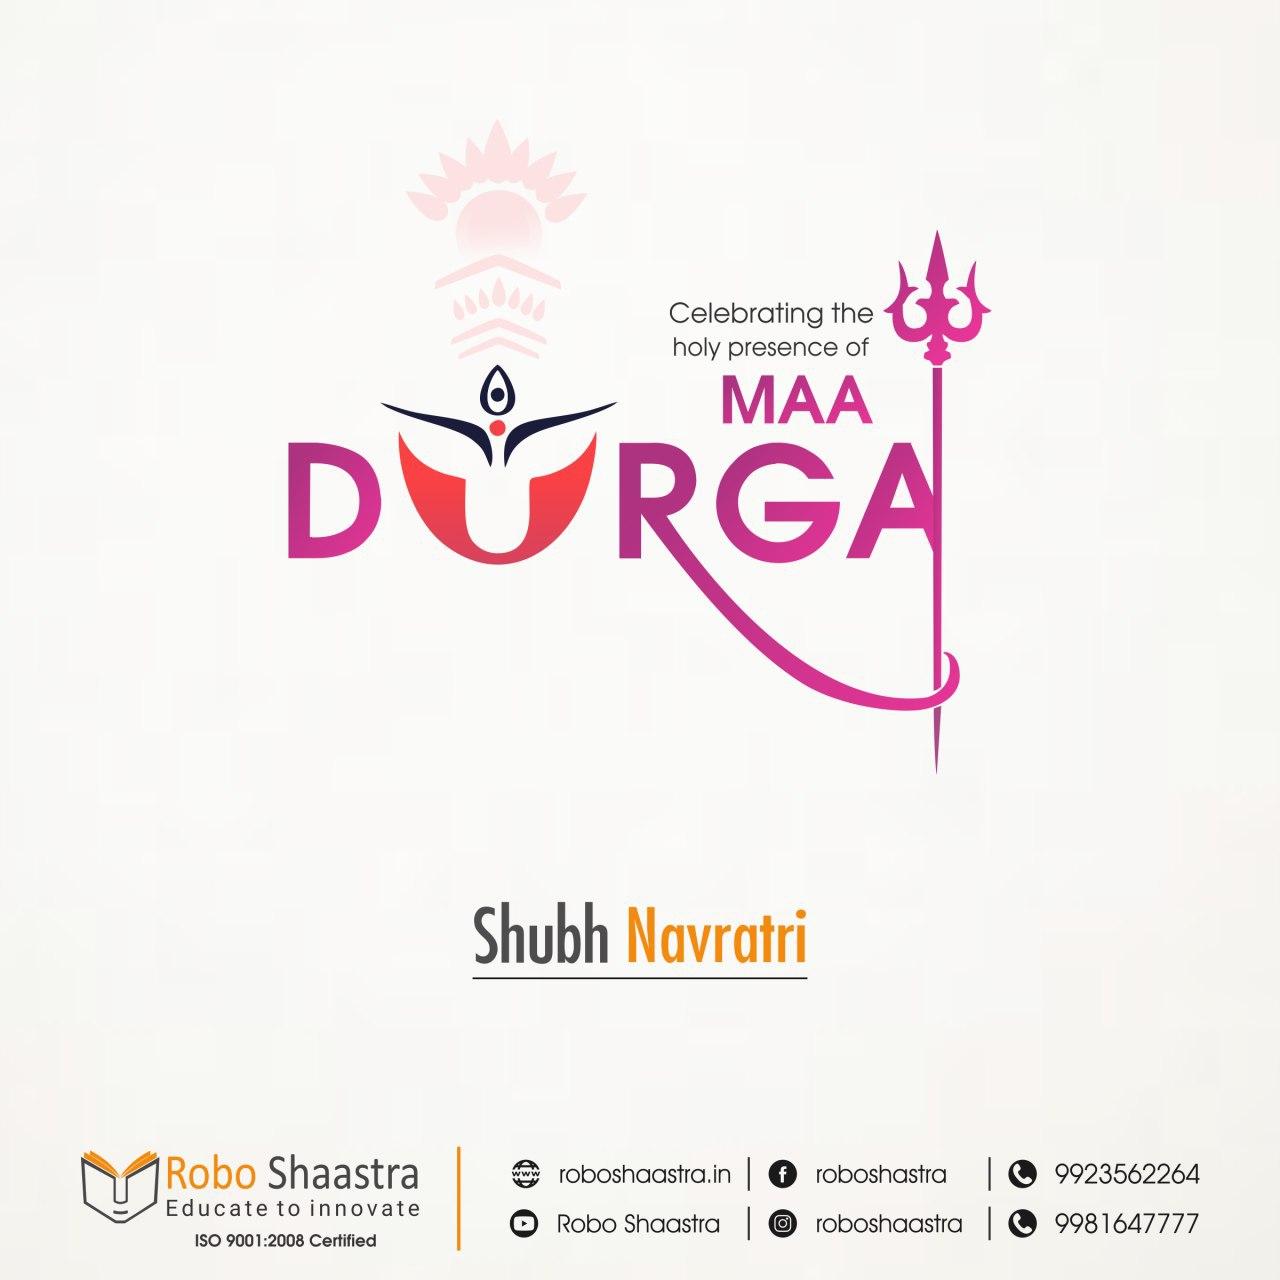 Celebrating the
holy presence of
MAA
DURGA
Shubh Navratri
Robo Shaastra
Educate to innovate
ISO 9001:2008 Certified
www roboshaastra.in
roboshastra
9923562264
Robo Shaastra
roboshaastra
9981647777